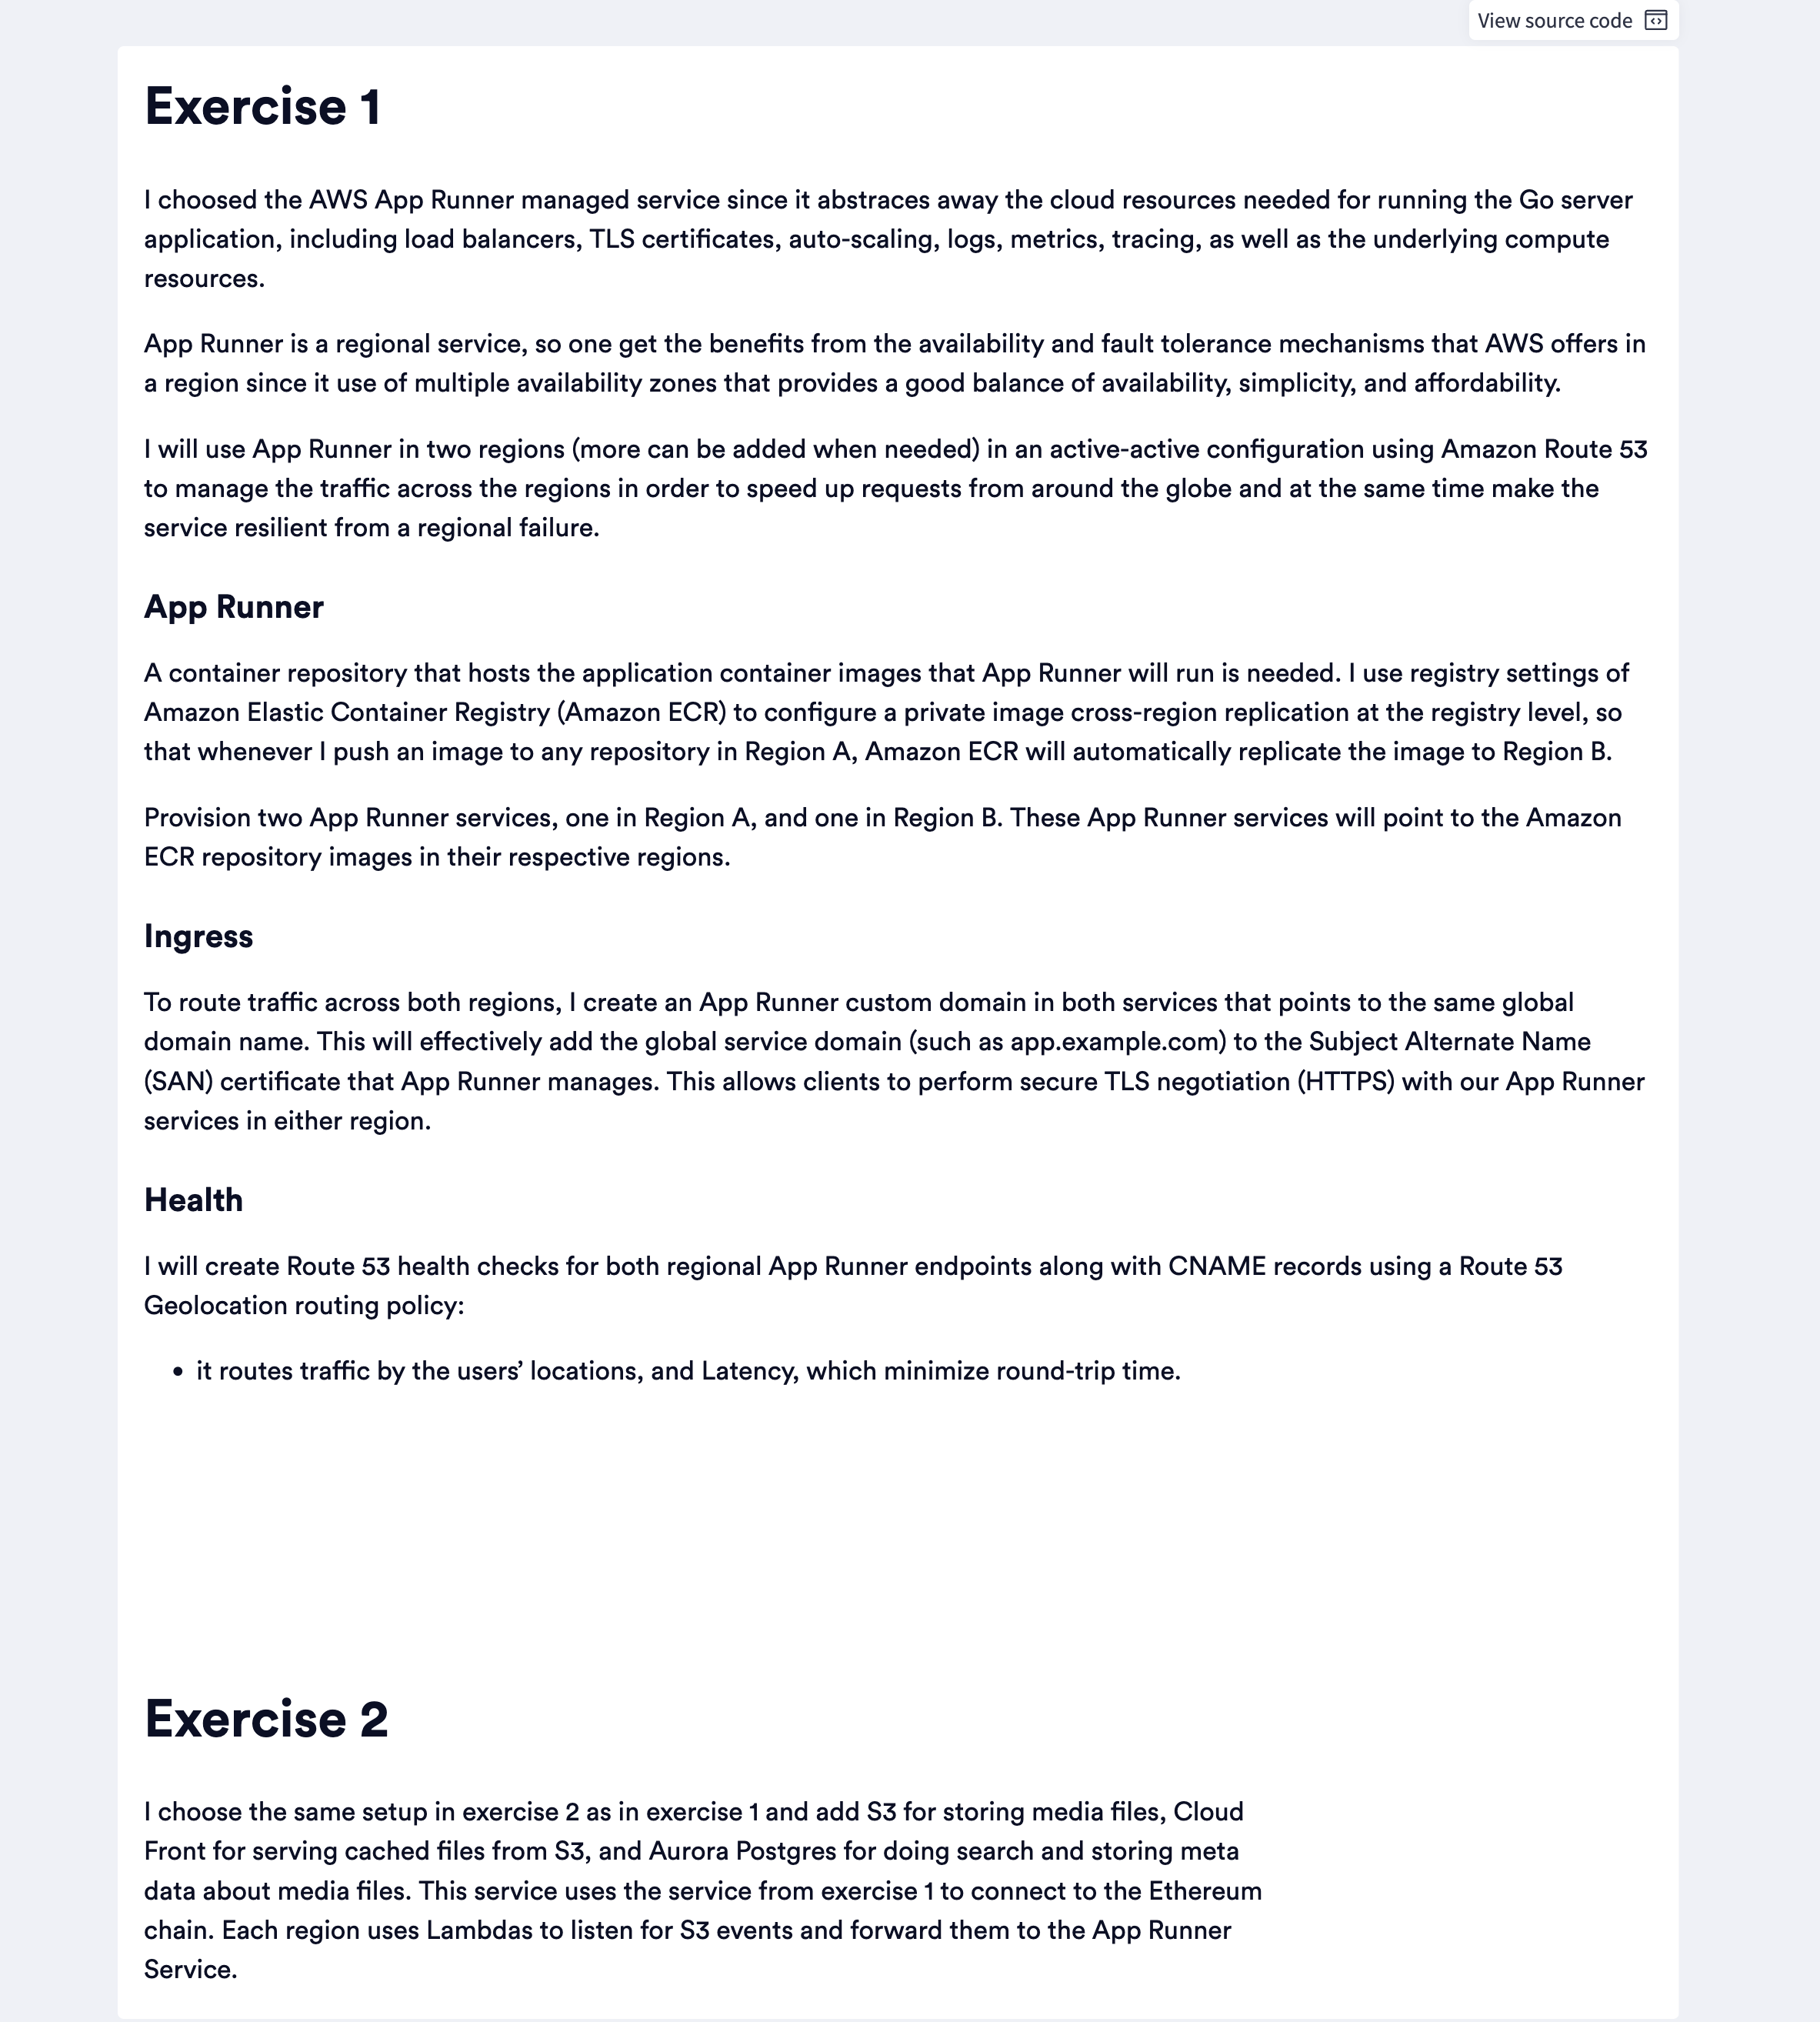 View source code
Exercise 1
I choosed the AWS App Runner managed service since it abstraces away the cloud resources needed for running the Go server
application, including load balancers, TLS certificates, auto-scaling, logs, metrics, tracing, as well as the underlying compute
resources.
App Runner is a regional service, so one get the benefits from the availability and fault tolerance mechanisms that AWS offers in
a region since it use of multiple availability zones that provides a good balance of availability, simplicity, and affordability.
I will use App Runner in two regions (more can be added when needed) in an active-active configuration using Amazon Route 53
to manage the traffic across the regions in order to speed up requests from around the globe and at the same time make the
service resilient from a regional failure.
App Runner
A container repository that hosts the application container images that App Runner will run is needed. I use registry settings of
Amazon Elastic Container Registry (Amazon ECR) to configure a private image cross-region replication at the registry level, so
that whenever I push an image to any repository in Region A, Amazon ECR will automatically replicate the image to Region B.
Provision two App Runner services, one in Region A, and one in Region B. These App Runner services will point to the Amazon
ECR repository images in their respective regions.
Ingress
To route traffic across both regions, I create an App Runner custom domain in both services that points to the same global
domain name. This will effectively add the global service domain (such as app.example.com) to the Subject Alternate Name
(SAN) certificate that App Runner manages. This allows clients to perform secure TLS negotiation (HTTPS) with our App Runner
services in either region.
Health
I will create Route 53 health checks for both regional App Runner endpoints along with CNAME records using a Route 53
Geolocation routing policy:
• it routes traffic by the users’ locations, and Latency, which minimize round-trip time.
Exercise 2
I choose the same setup in exercise 2 as in exercise 1 and add S3 for storing media files, Cloud
Front for serving cached files from S3, and Aurora Postgres for doing search and storing meta
data about media files. This service uses the service from exercise 1 to connect to the Ethereum
chain. Each region uses Lambdas to listen for S3 events and forward them to the App Runner
Service.